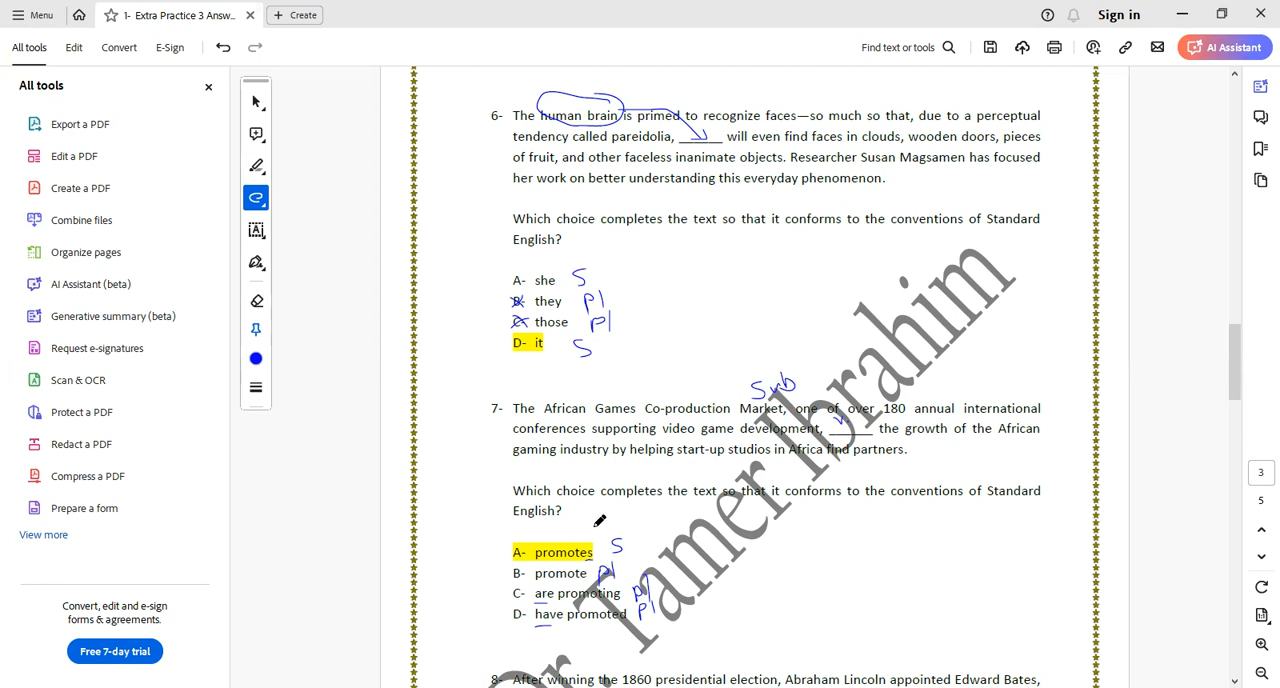 Menu
1- Extra Practice 3 Answ...
Create
Sign in
All tools
Edit
Convert
E-Sign
Find text or tools
AI Assistant
All tools
Export a PDF
Edit a PDF
Create a PDF
Combine files
Organize pages
AI Assistant (beta)
Generative summary (beta)
Request e-signatures
Scan & OCR
Protect a PDF
Redact a PDF
Compress a PDF
Prepare a form
View more
Convert, edit and e-sign
forms & agreements.
Free 7-day trial
6- The human brain is primed to recognize faces—so much so that, due to a perceptual
tendency called pareidolia, ______ will even find faces in clouds, wooden doors, pieces
of fruit, and other faceless inanimate objects. Researcher Susan Magsamen has focused
her work on better understanding this everyday phenomenon.
Which choice completes the text so that it conforms to the conventions of Standard
English?
A- she S
B- they pl
C- those pl
D- it S
Sub
7- The African Games Co-production Market, one of over 180 annual international
conferences supporting video game development, ______ the growth of the African
gaming industry by helping start-up studios in Africa find partners.
Which choice completes the text so that it conforms to the conventions of Standard
English?
A- promotes S
B- promote pl
C- are promoting pl
D- have promoted pl
8- After winning the 1860 presidential election, Abraham Lincoln appointed Edward Bates,
Dr. Tamer Ibrahim
3
5